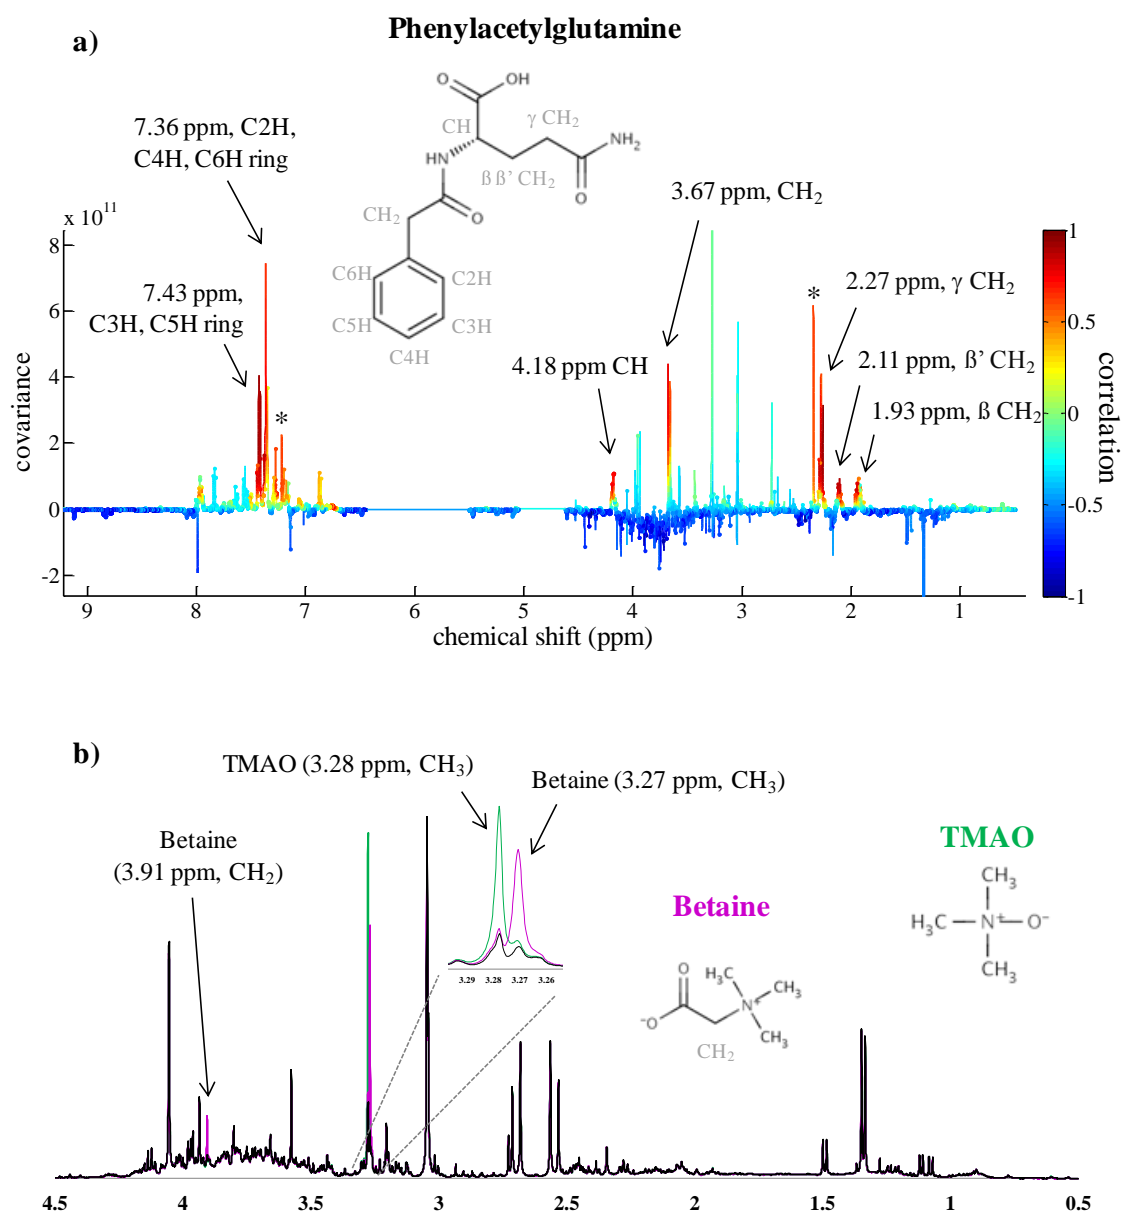 Phenylacetylglutamine
a)
OH
O
CH
γ CH₂
7.36 ppm, C2H,
C4H, C6H ring
NH₂
HN
ß ß’ CH₂
O
3.67 ppm, CH₂
CH₂
O
x 10¹¹
8
6
4
2
0
-2
covariance
C6H
C2H
7.43 ppm,
C3H, C5H ring
C5H
C3H
C4H
*
4.18 ppm CH
*
2.27 ppm, γ CH₂
2.11 ppm, ß’ CH₂
1.93 ppm, ß CH₂
1
0.5
0
-0.5
-1
correlation
9 8 7 6 5 4 3 2 1
chemical shift (ppm)
b)
TMAO (3.28 ppm, CH₃)
Betaine (3.27 ppm, CH₃)
Betaine
(3.91 ppm, CH₂)
TMAO
CH₃
H₃C N⁺ O⁻
CH₃
Betaine
O
H₃C
CH₃
⁻O
N⁺
CH₃
CH₂
3.29 3.28 3.27 3.26
4.5 4 3.5 3 2.5 2 1.5 1 0.5